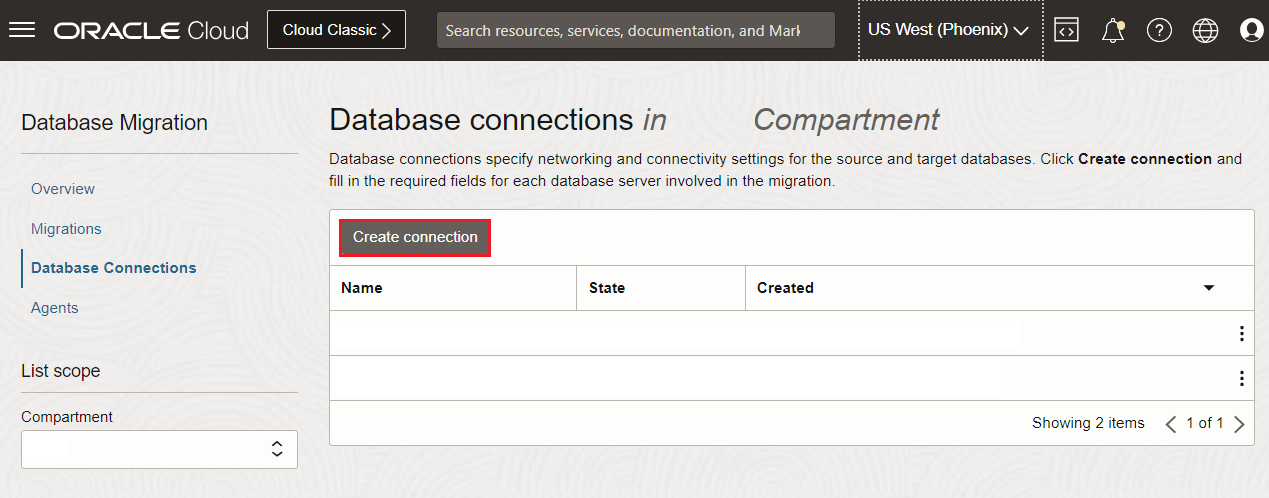 ORACLE Cloud
Cloud Classic
Search resources, services, documentation, and Mark
US West (Phoenix)
Database Migration
Overview
Migrations
Database Connections
Agents
List scope
Compartment
Database connections in Compartment
Database connections specify networking and connectivity settings for the source and target databases. Click Create connection and
fill in the required fields for each database server involved in the migration.
Create connection
Name State Created
Showing 2 items 1 of 1